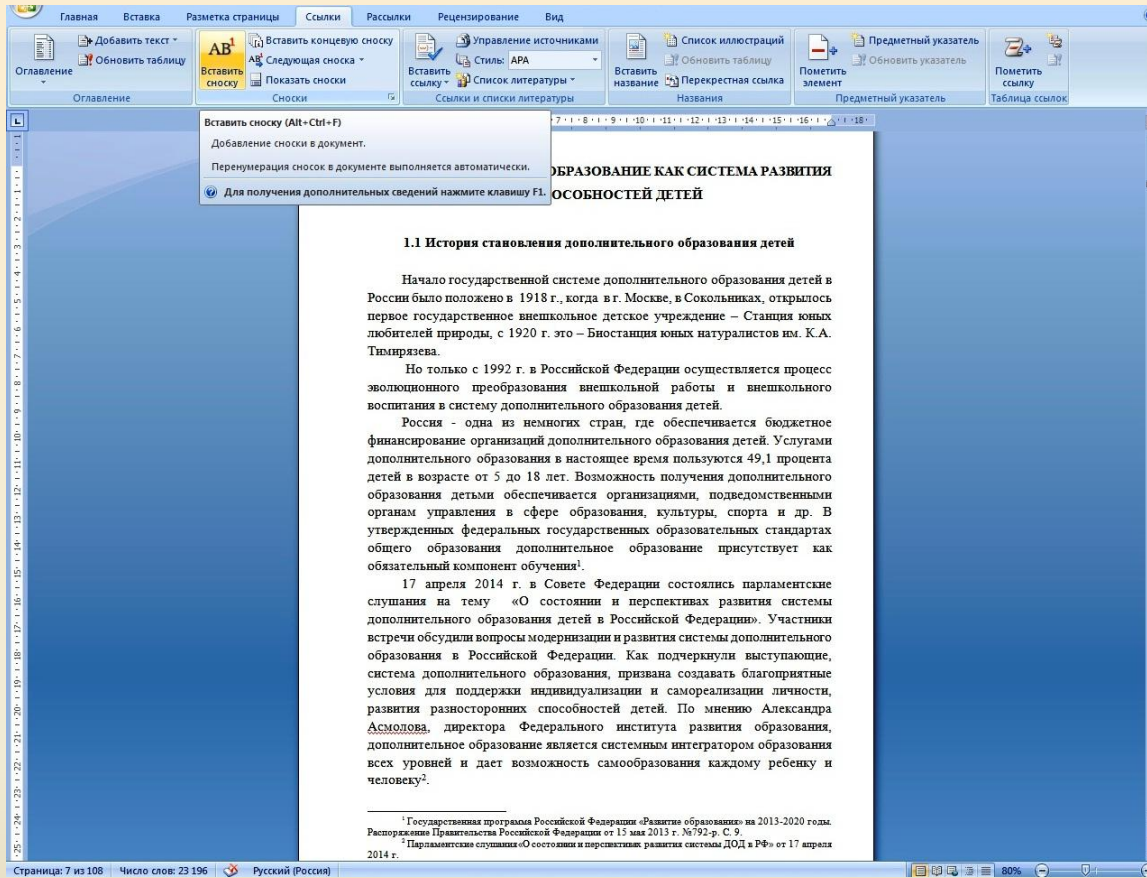 Главная Вставка Разметка страницы Ссылки Рассылки Рецензирование Вид
Оглавление
Добавить текст
Обновить таблицу
Оглавление
AB1
Вставить сноску
Вставить концевую сноску
AB1 Следующая сноска
Показать сноски
Сноски
Вставить ссылку
Управление источниками
Стиль: APA
Список литературы
Ссылки и списки литературы
Вставить название
Список иллюстраций
Обновить таблицу
Перекрестная ссылка
Названия
Пометить элемент
Предметный указатель
Обновить указатель
Предметный указатель
Пометить ссылку
Таблица ссылок
Вставить сноску (Alt+Ctrl+F)
Добавление сноски в документ.
Перенумерация сносок в документе выполняется автоматически.
Для получения дополнительных сведений нажмите клавишу F1.
7 8 9 10 11 12 13 14 15 16 18
БРАЗОВАНИЕ КАК СИСТЕМА РАЗВИТИЯ
ОСОБНОСТЕЙ ДЕТЕЙ
1.1 История становления дополнительного образования детей
Начало государственной системе дополнительного образования детей в
России было положено в 1918 г., когда в г. Москве, в Сокольниках, открылось
первое государственное внешкольное детское учреждение – Станция юных
любителей природы, с 1920 г. это – Биостанция юных натуралистов им. К.А.
Тимирязева.
Но только с 1992 г. в Российской Федерации осуществляется процесс
эволюционного преобразования внешкольной работы и внешкольного
воспитания в систему дополнительного образования детей.
Россия - одна из немногих стран, где обеспечивается бюджетное
финансирование организаций дополнительного образования детей. Услугами
дополнительного образования в настоящее время пользуются 49,1 процента
детей в возрасте от 5 до 18 лет. Возможность получения дополнительного
образования детьми обеспечивается организациями, подведомственными
органам управления в сфере образования, культуры, спорта и др. В
утвержденных федеральных государственных образовательных стандартах
общего образования дополнительное образование присутствует как
обязательный компонент обучения¹.
17 апреля 2014 г. в Совете Федерации состоялись парламентские
слушания на тему «О состоянии и перспективах развития системы
дополнительного образования детей в Российской Федерации». Участники
встречи обсудили вопросы модернизации и развития системы дополнительного
образования в Российской Федерации. Как подчеркнули выступающие,
система дополнительного образования, призвана создавать благоприятные
условия для поддержки индивидуализации и самореализации личности,
развития разносторонних способностей детей. По мнению Александра
Асмолова, директора Федерального института развития образования,
дополнительное образование является системным интегратором образования
всех уровней и дает возможность самообразования каждому ребенку и
человеку².
¹ Государственная программа Российской Федерации «Развитие образования» на 2013-2020 годы.
Распоряжение Правительства Российской Федерации от 15 мая 2013 г. №792-р. С. 9.
² Парламентские слушания «О состоянии и перспективах развития системы ДОД в РФ» от 17 апреля
2014 г.
Страница: 7 из 108 Число слов: 23 196 Русский (Россия) 80%